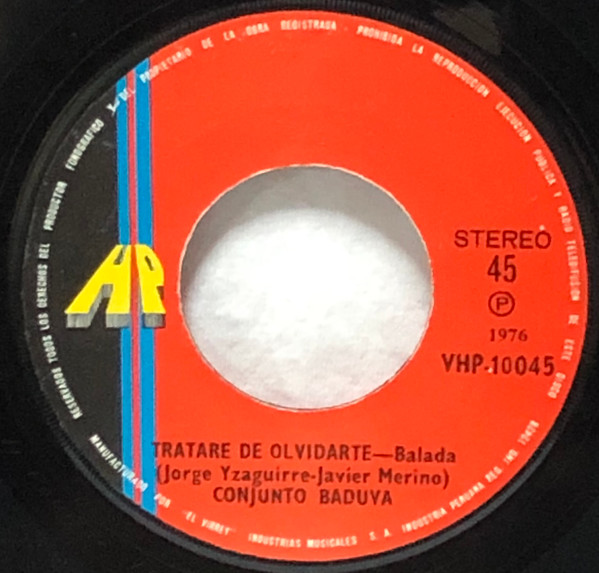 RESERVADOS TODOS LOS DERECHOS DEL PRODUCTOR FONOGRAFICO Y DEL PROPIETARIO DE LA OBRA REGISTRADA - PROHIBIDA LA REPRODUCCION EJECUCION PUBLICA Y RADIO TELEDIFUSION DE ESTE DISCO
HP
STEREO
45
Ⓟ
1976
VHP-10045
TRATARE DE OLVIDARTE—Balada
(Jorge Yzaguirre-Javier Merino)
CONJUNTO BADUVA
MANUFACTURADO POR "EL VIRREY" INDUSTRIAS MUSICALES S. A. INDUSTRIA PERUANA REG. IND.